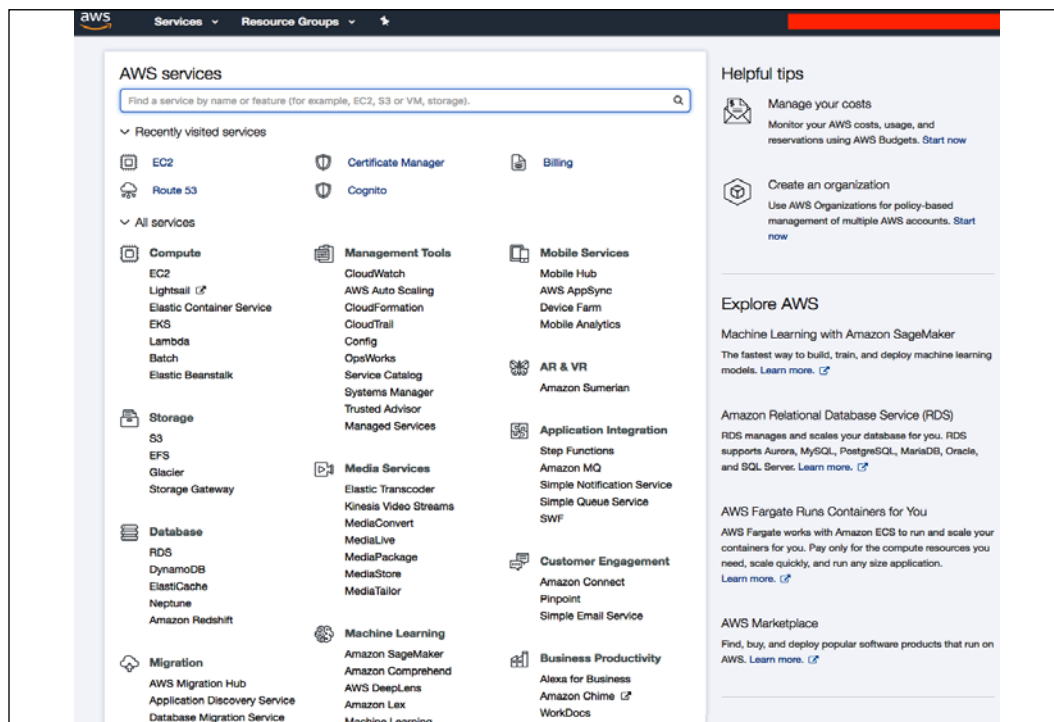 aws
Services
Resource Groups
AWS services
Find a service by name or feature (for example, EC2, S3 or VM, storage).
Recently visited services
EC2
Certificate Manager
Billing
Route 53
Cognito
All services
Compute
EC2
Lightsail
Elastic Container Service
EKS
Lambda
Batch
Elastic Beanstalk
Storage
S3
EFS
Glacier
Storage Gateway
Database
RDS
DynamoDB
ElastiCache
Neptune
Amazon Redshift
Migration
AWS Migration Hub
Application Discovery Service
Database Migration Service
Management Tools
CloudWatch
AWS Auto Scaling
CloudFormation
CloudTrail
Config
OpsWorks
Service Catalog
Systems Manager
Trusted Advisor
Managed Services
Media Services
Elastic Transcoder
Kinesis Video Streams
MediaConvert
MediaLive
MediaPackage
MediaStore
MediaTailor
Machine Learning
Amazon SageMaker
Amazon Comprehend
AWS DeepLens
Amazon Lex
Machine Learning
Mobile Services
Mobile Hub
AWS AppSync
Device Farm
Mobile Analytics
AR & VR
Amazon Sumerian
Application Integration
Step Functions
Amazon MQ
Simple Notification Service
Simple Queue Service
SWF
Customer Engagement
Amazon Connect
Pinpoint
Simple Email Service
Business Productivity
Alexa for Business
Amazon Chime
WorkDocs
Helpful tips
Manage your costs
Monitor your AWS costs, usage, and
reservations using AWS Budgets. Start now
Create an organization
Use AWS Organizations for policy-based
management of multiple AWS accounts. Start
now
Explore AWS
Machine Learning with Amazon SageMaker
The fastest way to build, train, and deploy machine learning
models. Learn more.
Amazon Relational Database Service (RDS)
RDS manages and scales your database for you. RDS
supports Aurora, MySQL, PostgreSQL, MariaDB, Oracle,
and SQL Server. Learn more.
AWS Fargate Runs Containers for You
AWS Fargate works with Amazon ECS to run and scale your
containers for you. Pay only for the compute resources you
need, scale quickly, and run any size application.
Learn more.
AWS Marketplace
Find, buy, and deploy popular software products that run on
AWS. Learn more.